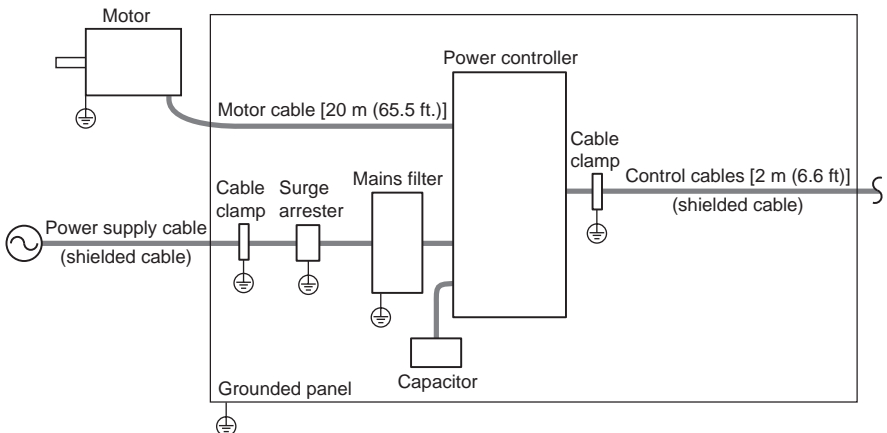 Motor
Power controller
Motor cable [20 m (65.5 ft.)]
Cable
clamp
Control cables [2 m (6.6 ft)]
(shielded cable)
Mains filter
Cable
clamp
Surge
arrester
Power supply cable
(shielded cable)
Capacitor
Grounded panel